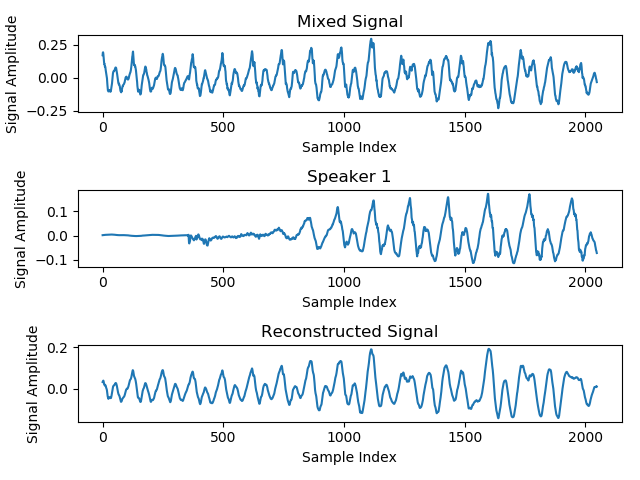 Mixed Signal
Signal Amplitude
0.25
0.00
−0.25
0 500 1000 1500 2000
Sample Index
Speaker 1
Signal Amplitude
0.1
0.0
−0.1
0 500 1000 1500 2000
Sample Index
Reconstructed Signal
Signal Amplitude
0.2
0.0
0 500 1000 1500 2000
Sample Index